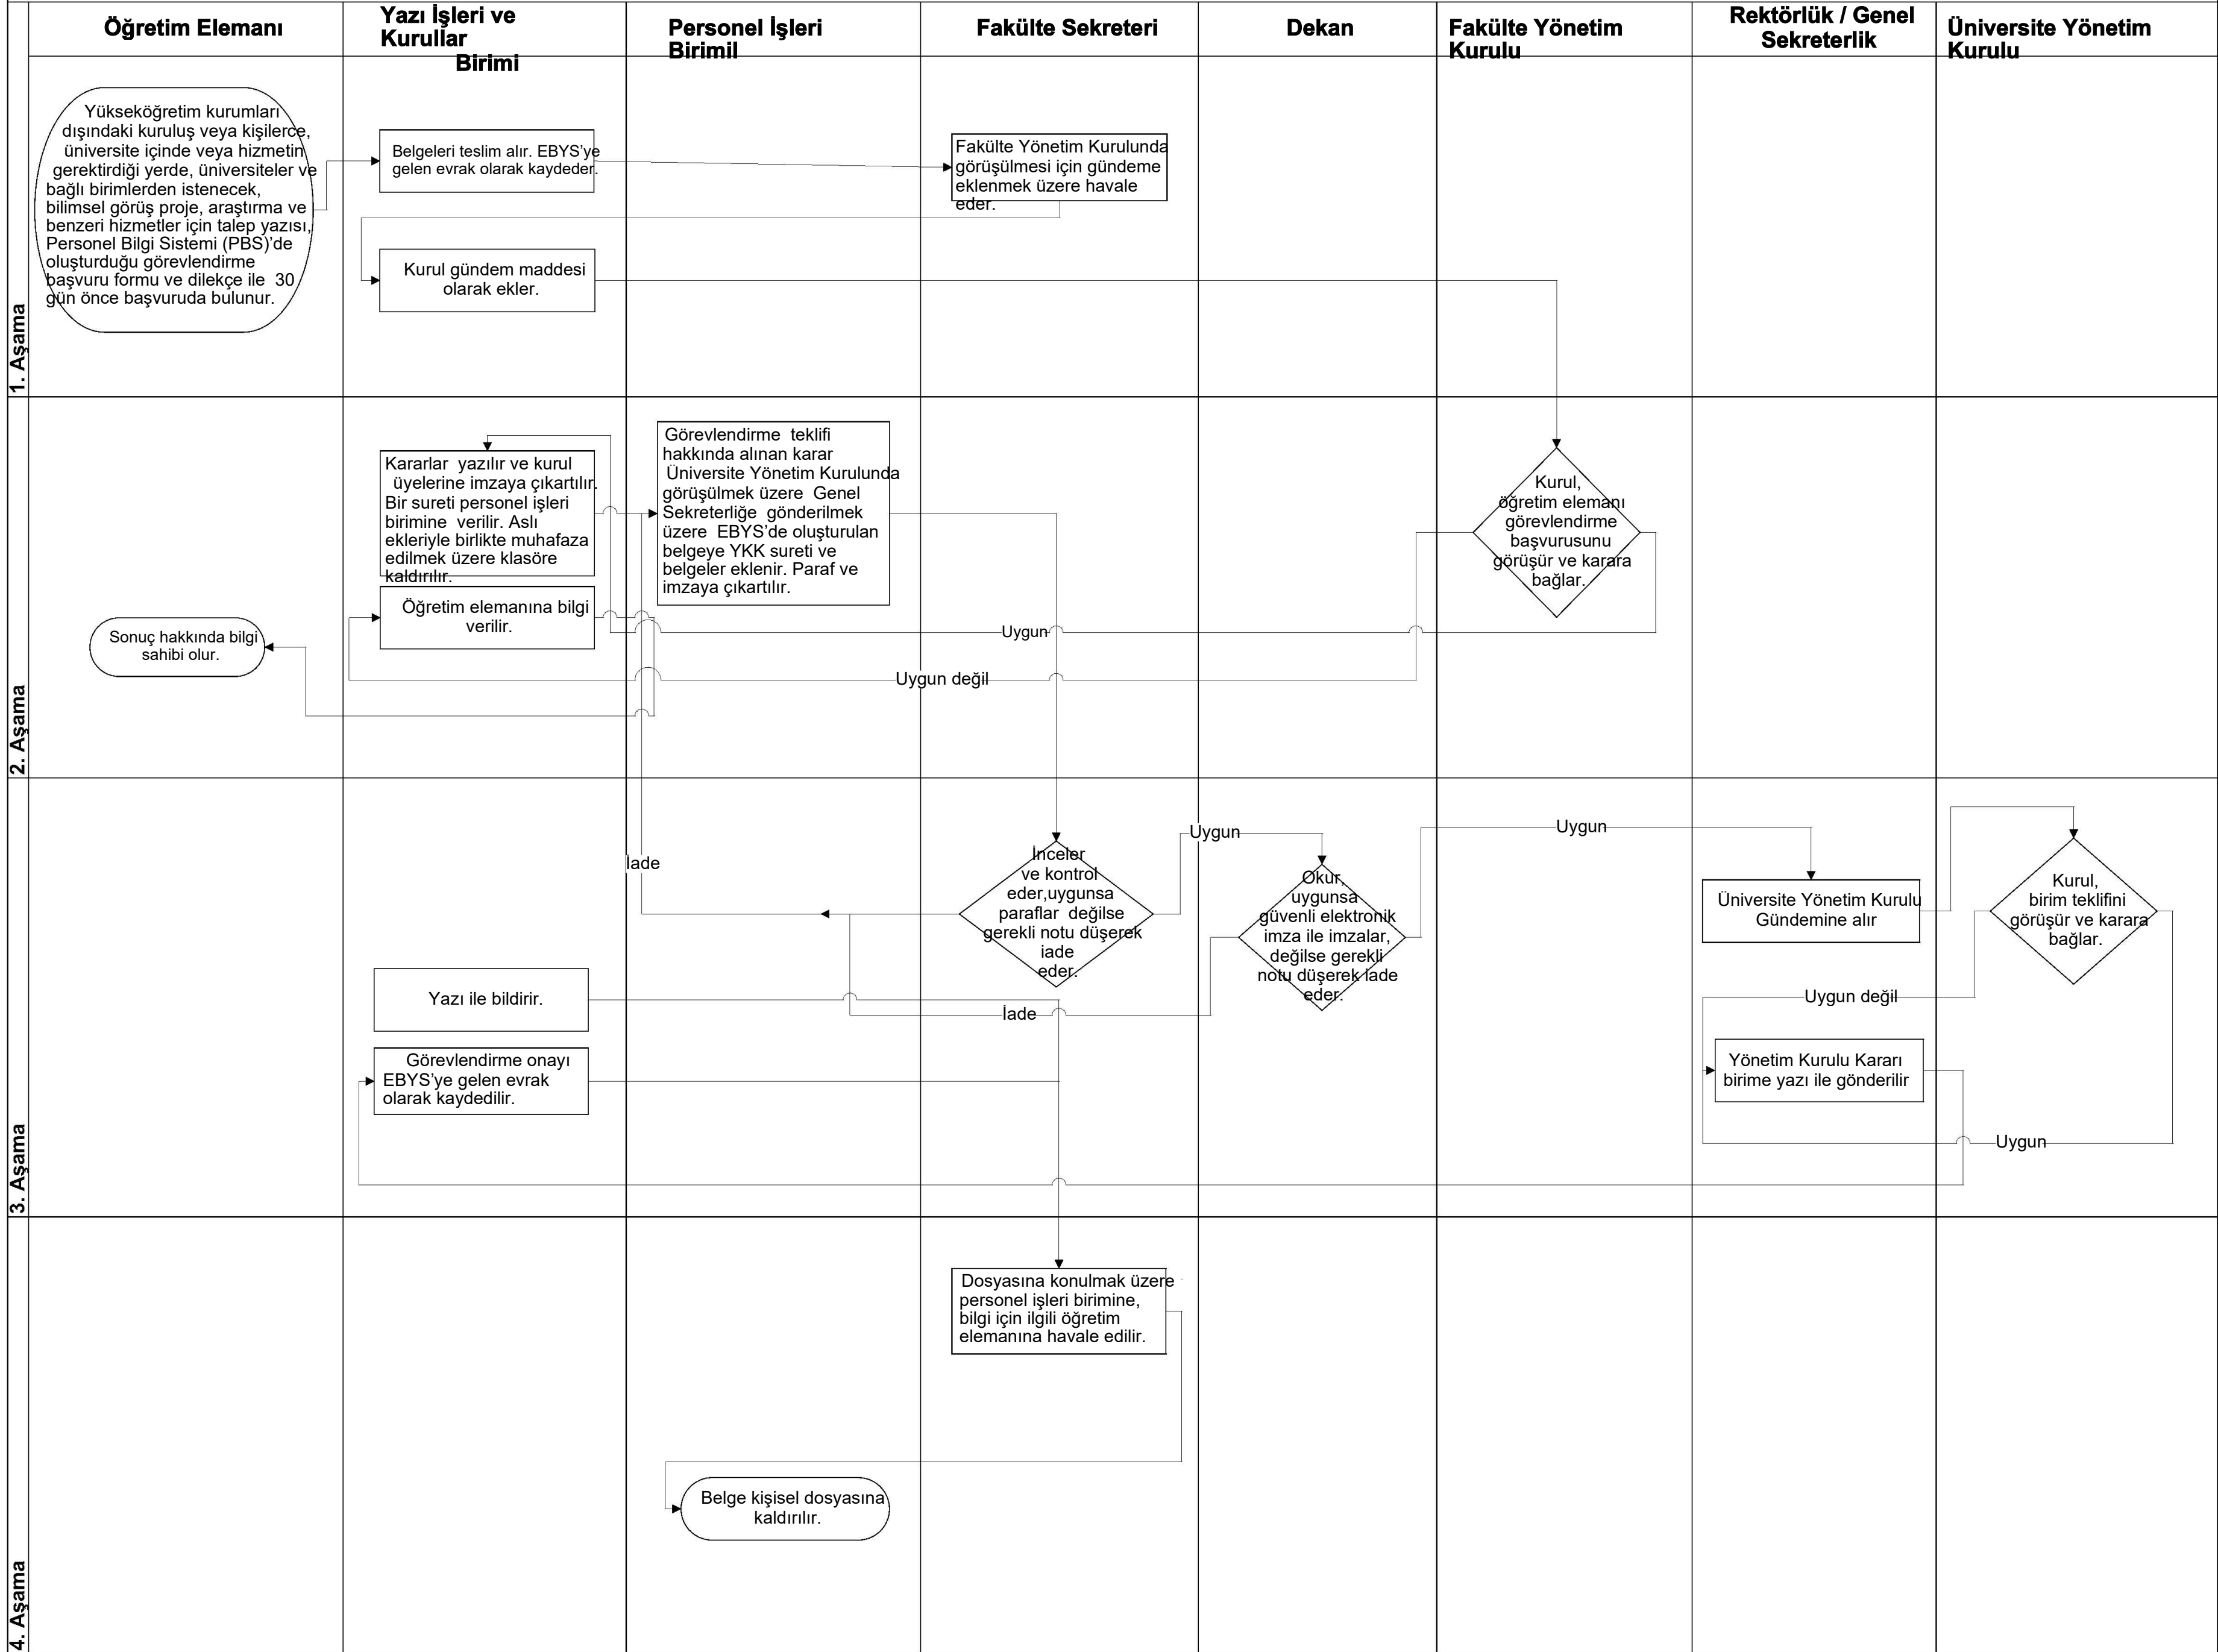 Öğretim Elemanı
Yazı İşleri ve
Kurullar
Birimi
Personel İşleri
Birimil
Fakülte Sekreteri
Dekan
Fakülte Yönetim
Kurulu
Rektörlük / Genel
Sekreterlik
Üniversite Yönetim
Kurulu
1. Aşama
Yükseköğretim kurumları
dışındaki kuruluş veya kişilerce,
üniversite içinde veya hizmetin
gerektirdiği yerde, üniversiteler ve
bağlı birimlerden istenecek,
bilimsel görüş proje, araştırma ve
benzeri hizmetler için talep yazısı,
Personel Bilgi Sistemi (PBS)’de
oluşturduğu görevlendirme
başvuru formu ve dilekçe ile 30
gün önce başvuruda bulunur.
Belgeleri teslim alır. EBYS’ye
gelen evrak olarak kaydeder.
Fakülte Yönetim Kurulunda
görüşülmesi için gündeme
eklenmek üzere havale
eder.
Kurul gündem maddesi
olarak ekler.
2. Aşama
Kararlar yazılır ve kurul
üyelerine imzaya çıkartılır.
Bir sureti personel işleri
birimine verilir. Aslı
ekleriyle birlikte muhafaza
edilmek üzere klasöre
kaldırılır.
Görevlendirme teklifi
hakkında alınan karar
Üniversite Yönetim Kurulunda
görüşülmek üzere Genel
Sekreterliğe gönderilmek
üzere EBYS’de oluşturulan
belgeye YKK sureti ve
belgeler eklenir. Paraf ve
imzaya çıkartılır.
Kurul,
öğretim elemanı
görevlendirme
başvurusunu
görüşür ve karara
bağlar.
Öğretim elemanına bilgi
verilir.
Sonuç hakkında bilgi
sahibi olur.
Uygun
Uygun değil
3. Aşama
İade
İnceler
ve kontrol
eder,uygunsa
paraflar değilse
gerekli notu düşerek
iade
eder.
Uygun
Okur,
uygunsa
güvenli elektronik
imza ile imzalar,
değilse gerekli
notu düşerek iade
eder.
Uygun
Üniversite Yönetim Kurulu
Gündemine alır
Kurul,
birim teklifini
görüşür ve karara
bağlar.
Yazı ile bildirir.
İade
Uygun değil
Görevlendirme onayı
EBYS’ye gelen evrak
olarak kaydedilir.
Yönetim Kurulu Kararı
birime yazı ile gönderilir
Uygun
4. Aşama
Dosyasına konulmak üzere
personel işleri birimine,
bilgi için ilgili öğretim
elemanına havale edilir.
Belge kişisel dosyasına
kaldırılır.